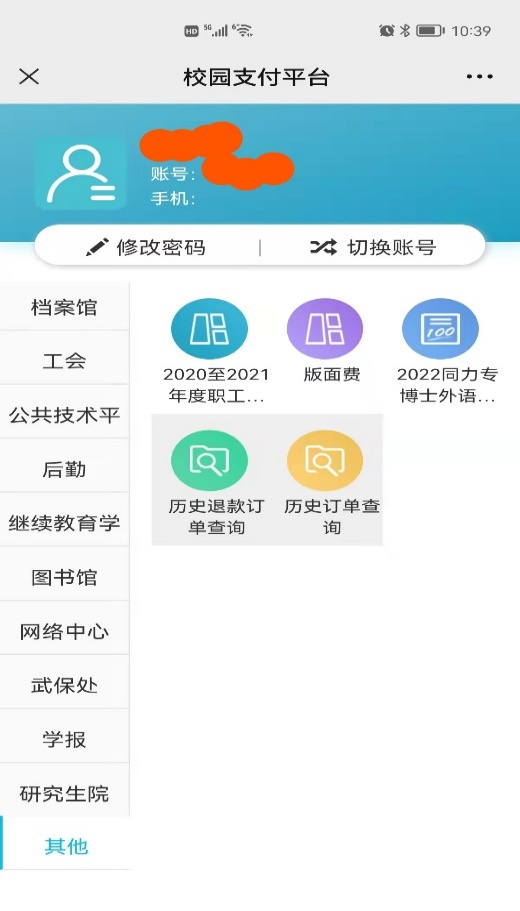 HD 5G 6 10:39
校园支付平台
账号:
手机:
修改密码 | 切换账号
档案馆
工会
公共技术平
后勤
继续教育学
图书馆
网络中心
武保处
学报
研究生院
其他
2020至2021
年度职工...
版面费
2022同力专
博士外语...
历史退款订
单查询
历史订单查
询
100